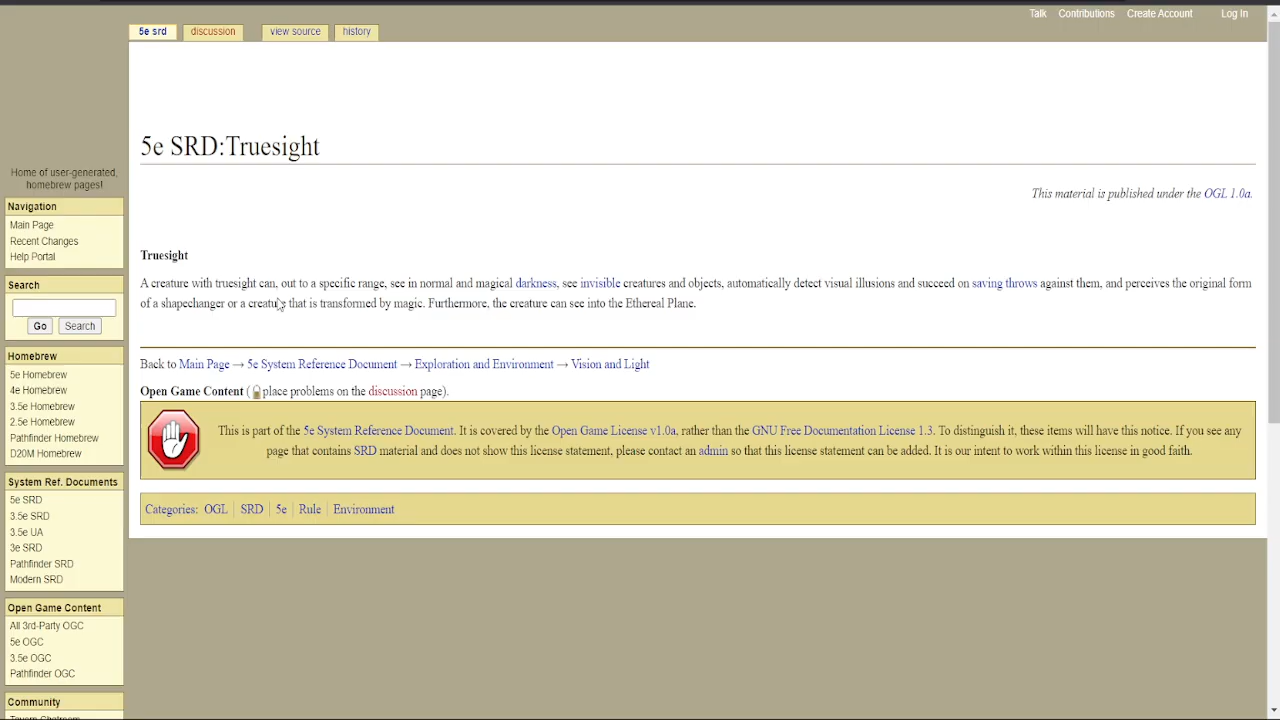 Talk Contributions Create Account Log In
5e srd discussion view source history
5e SRD:Truesight
This material is published under the OGL 1.0a.
Truesight
A creature with truesight can, out to a specific range, see in normal and magical darkness, see invisible creatures and objects, automatically detect visual illusions and succeed on saving throws against them, and perceives the original form
of a shapechanger or a creature that is transformed by magic. Furthermore, the creature can see into the Ethereal Plane.
Back to Main Page → 5e System Reference Document → Exploration and Environment → Vision and Light
Open Game Content ( place problems on the discussion page).
This is part of the 5e System Reference Document. It is covered by the Open Game License v1.0a, rather than the GNU Free Documentation License 1.3. To distinguish it, these items will have this notice. If you see any
page that contains SRD material and does not show this license statement, please contact an admin so that this license statement can be added. It is our intent to work within this license in good faith.
Categories: OGL SRD 5e Rule Environment
Home of user-generated,
homebrew pages!
Navigation
Main Page
Recent Changes
Help Portal
Search
Go Search
Homebrew
5e Homebrew
4e Homebrew
3.5e Homebrew
2.5e Homebrew
Pathfinder Homebrew
D20M Homebrew
System Ref. Documents
5e SRD
3.5e SRD
3.5e UA
3e SRD
Pathfinder SRD
Modern SRD
Open Game Content
All 3rd-Party OGC
5e OGC
3.5e OGC
Pathfinder OGC
Community